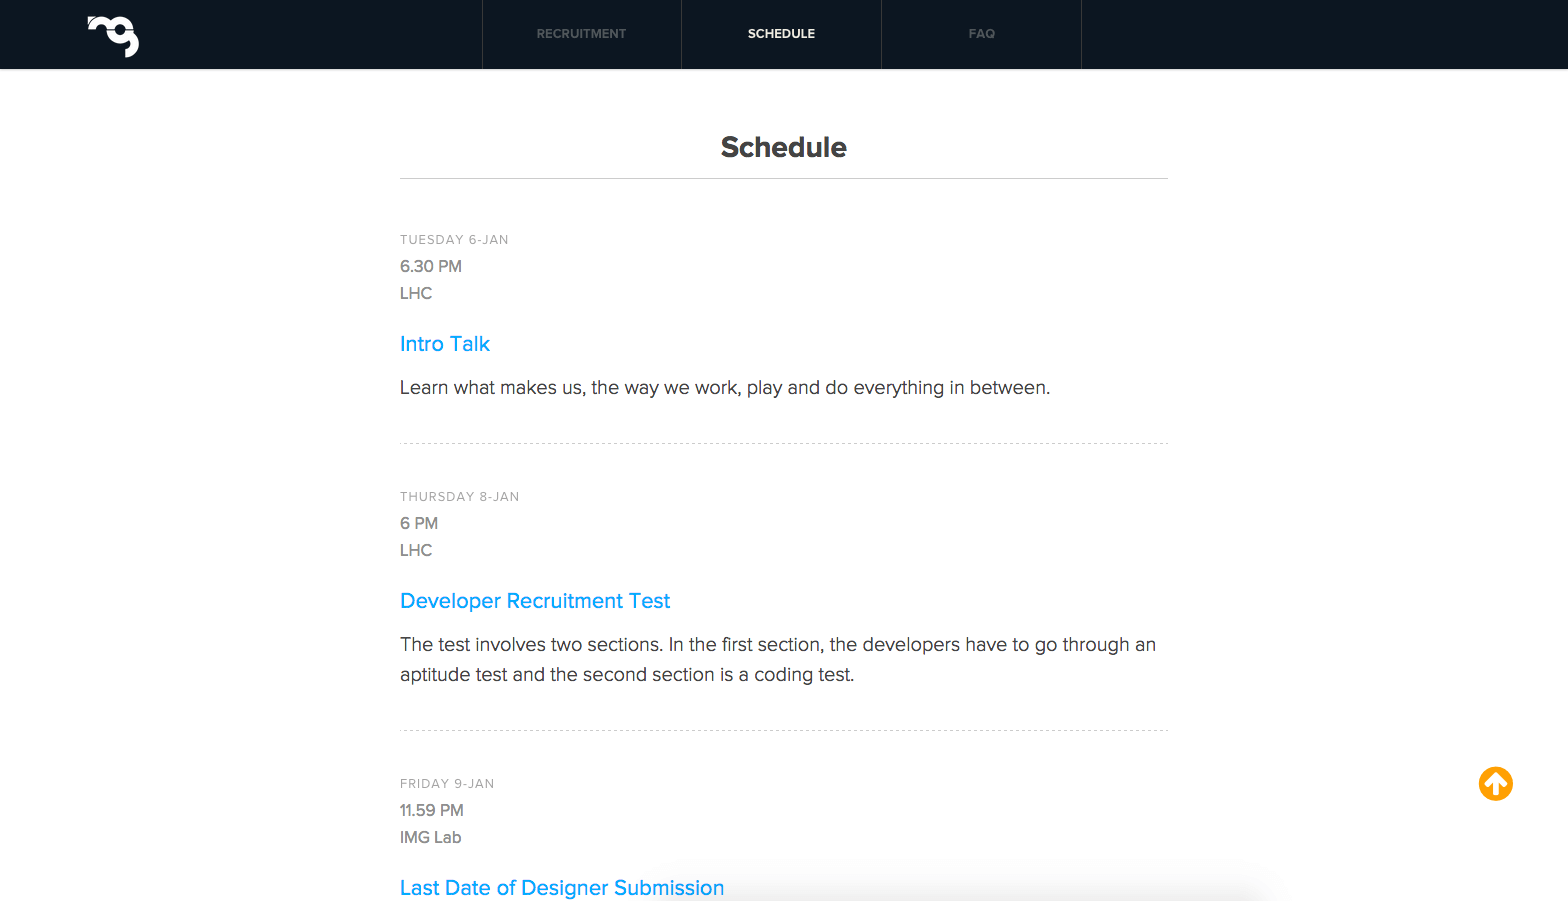 RECRUITMENT
SCHEDULE
FAQ
Schedule
TUESDAY 6-JAN
6.30 PM
LHC
Intro Talk
Learn what makes us, the way we work, play and do everything in between.
THURSDAY 8-JAN
6 PM
LHC
Developer Recruitment Test
The test involves two sections. In the first section, the developers have to go through an
aptitude test and the second section is a coding test.
FRIDAY 9-JAN
11.59 PM
IMG Lab
Last Date of Designer Submission